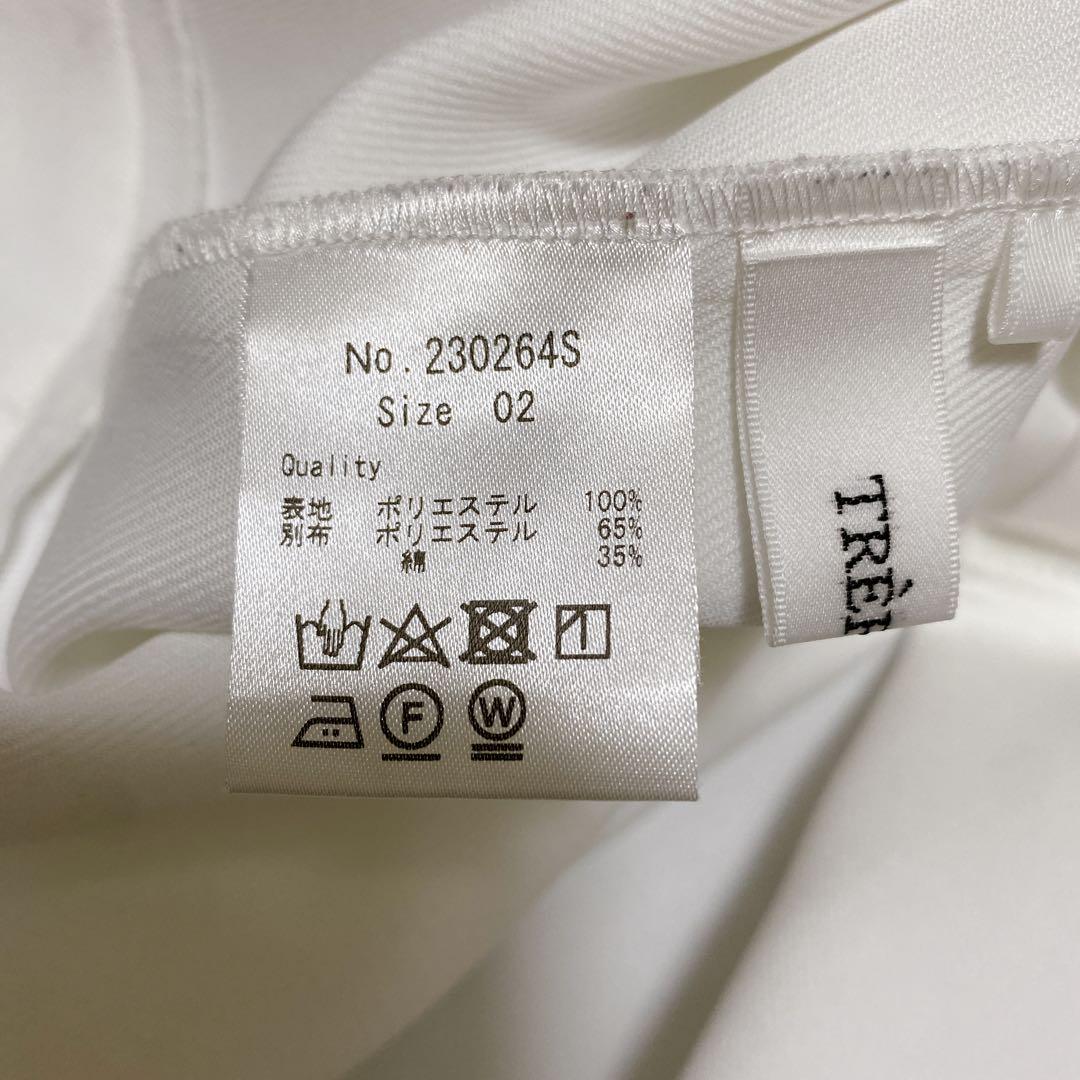 No. 230264S
Size 02
Quality
表地 ポリエステル 100%
別布 ポリエステル 65%
綿 35%
F W
TRÊ